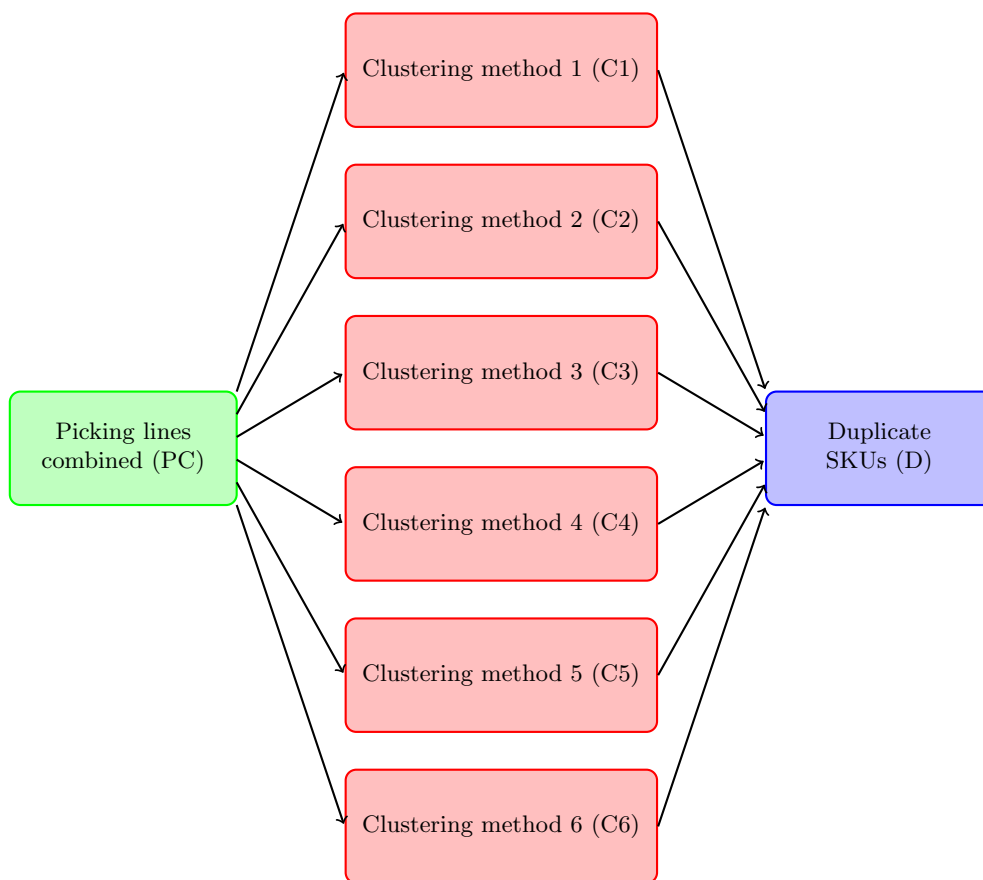 Clustering method 1 (C1)
Clustering method 2 (C2)
Clustering method 3 (C3)
Picking lines
combined (PC)
Duplicate
SKUs (D)
Clustering method 4 (C4)
Clustering method 5 (C5)
Clustering method 6 (C6)